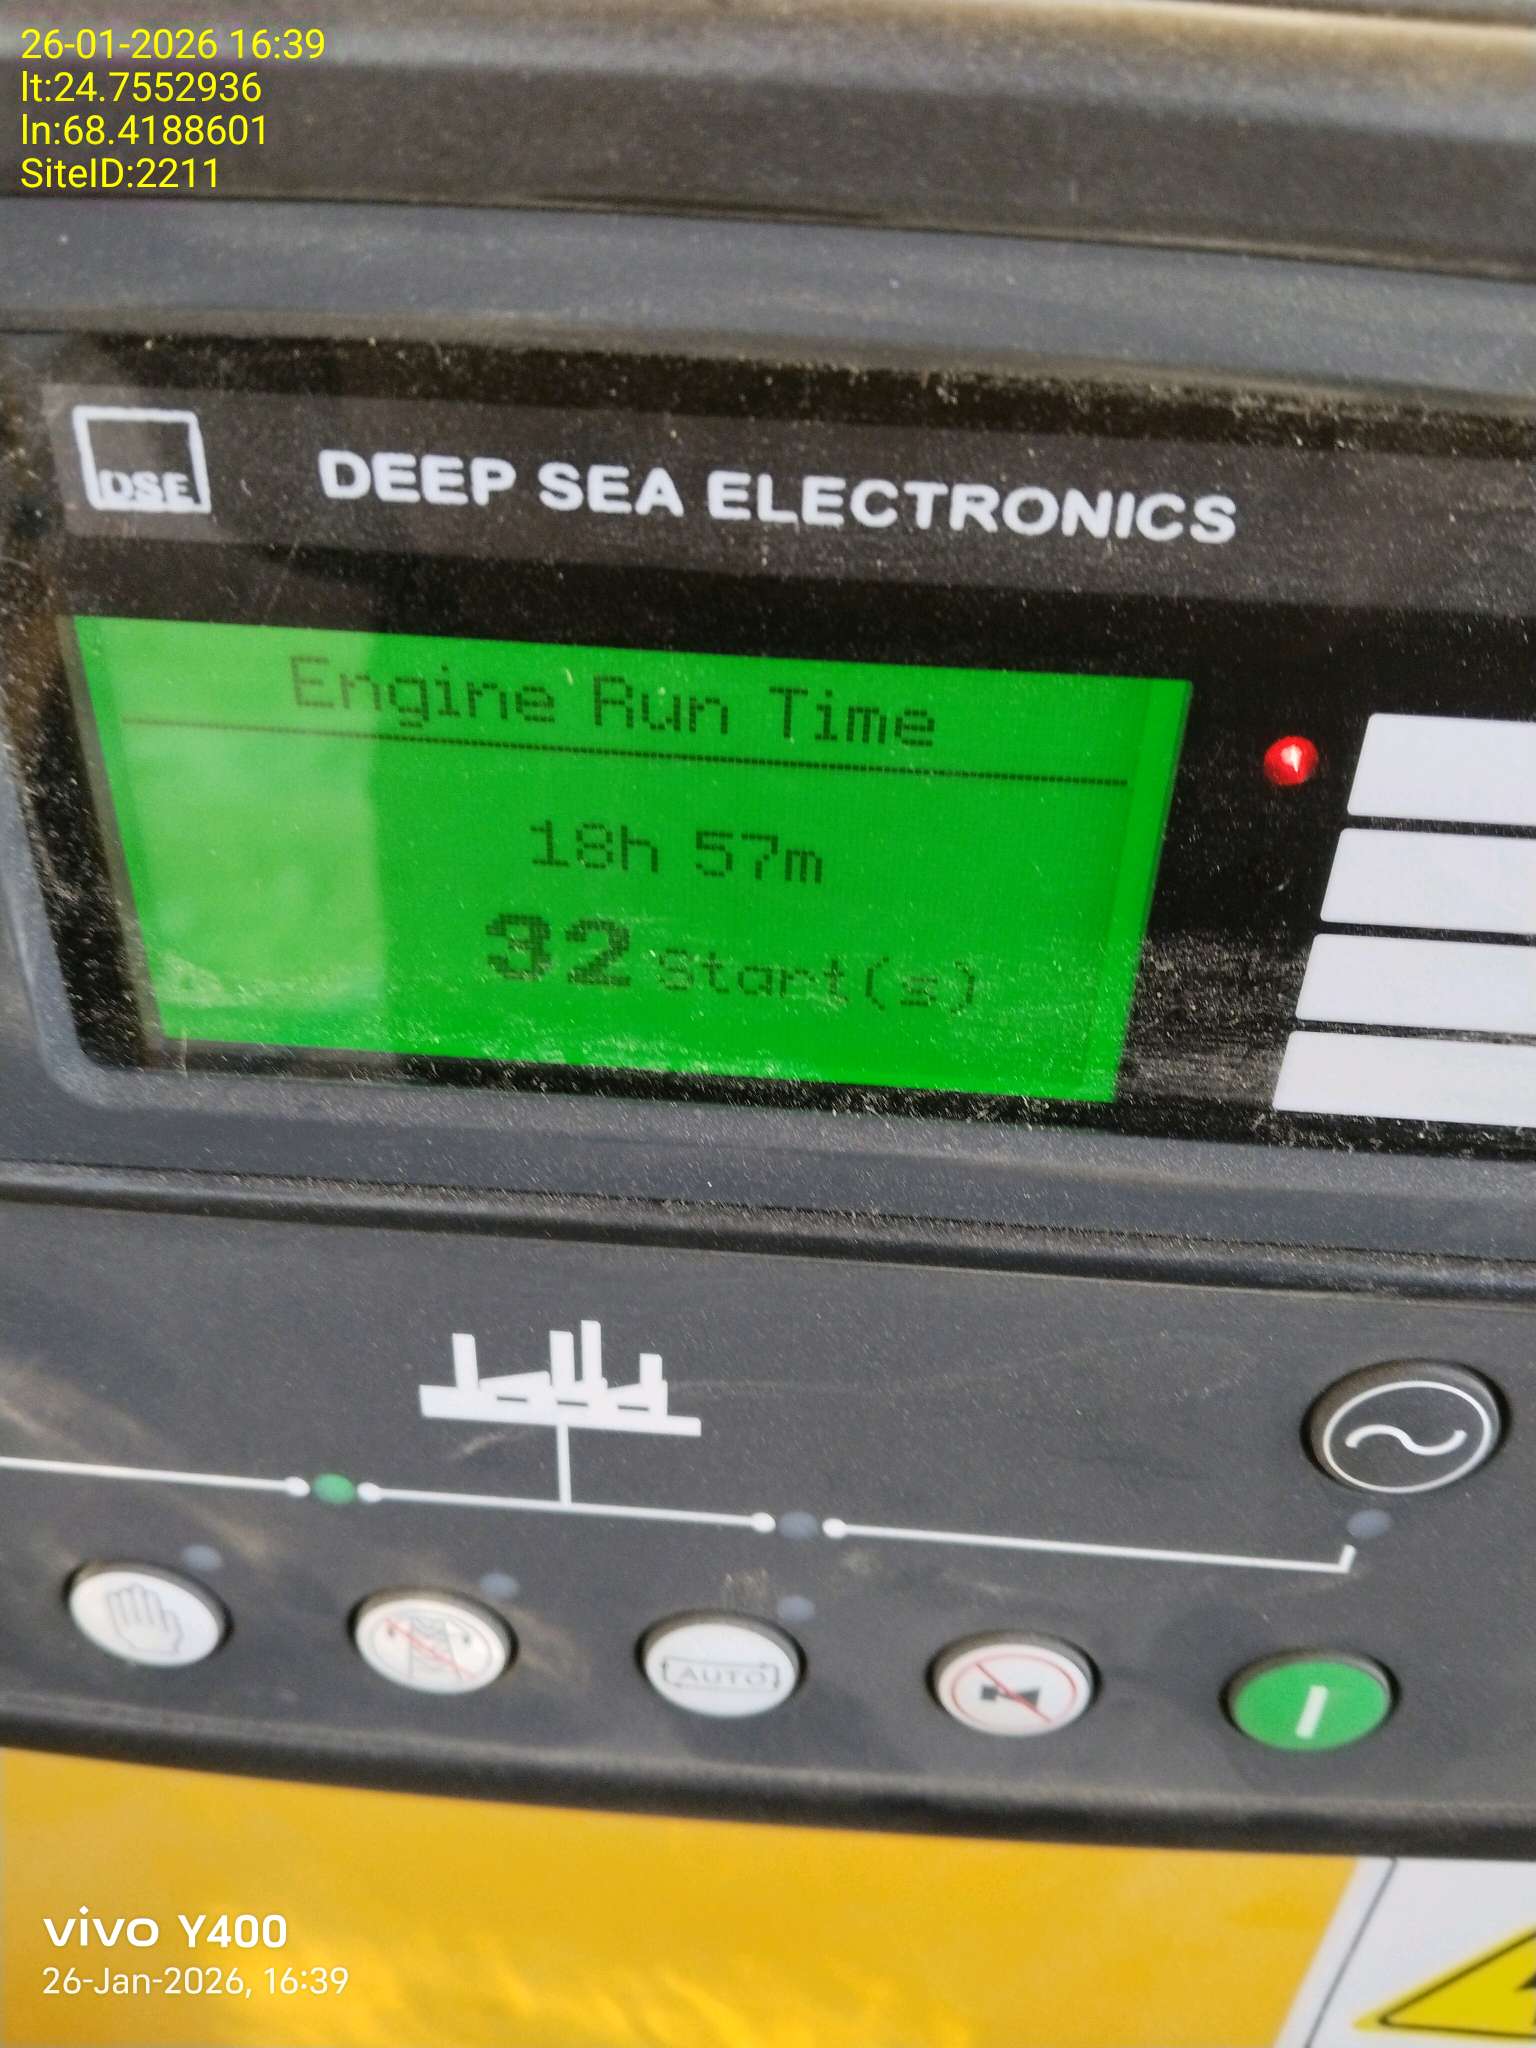 26-01-2026 16:39
lt:24.7552936
ln:68.4188601
SiteID:2211
DSE
DEEP SEA ELECTRONICS
Engine Run Time
18h 57m
32 Start(s)
AUTO
vivo Y400
26-Jan-2026, 16:39